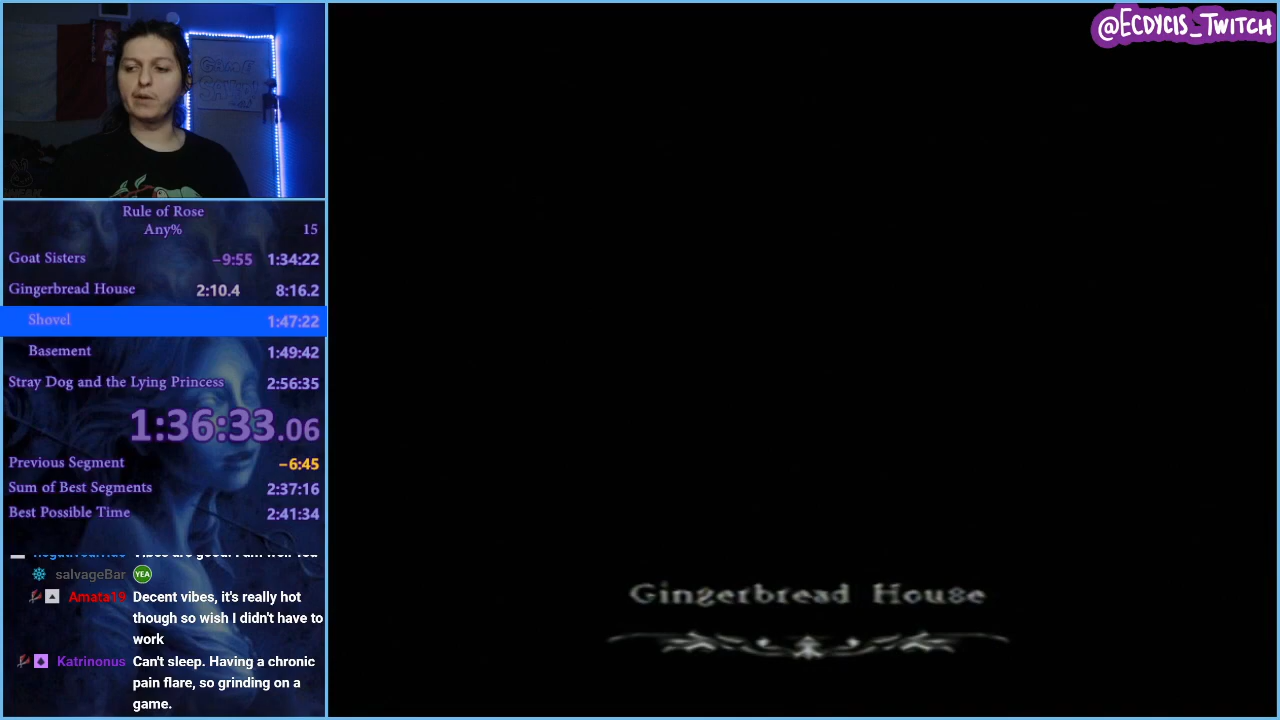 @ECDYCIS_TWITCH
Rule of Rose
Any% 15
Goat Sisters −9:55 1:34:22
Gingerbread House 2:10.4 8:16.2
Shovel 1:47:22
Basement 1:49:42
Stray Dog and the Lying Princess 2:56:35
1:36:33.06
Previous Segment −6:45
Sum of Best Segments 2:37:16
Best Possible Time 2:41:34
salvageBar YEA
Amata19 Decent vibes, it's really hot
though so wish I didn't have to
work
Katrinonus Can't sleep. Having a chronic
pain flare, so grinding on a
game.
Gingerbread House